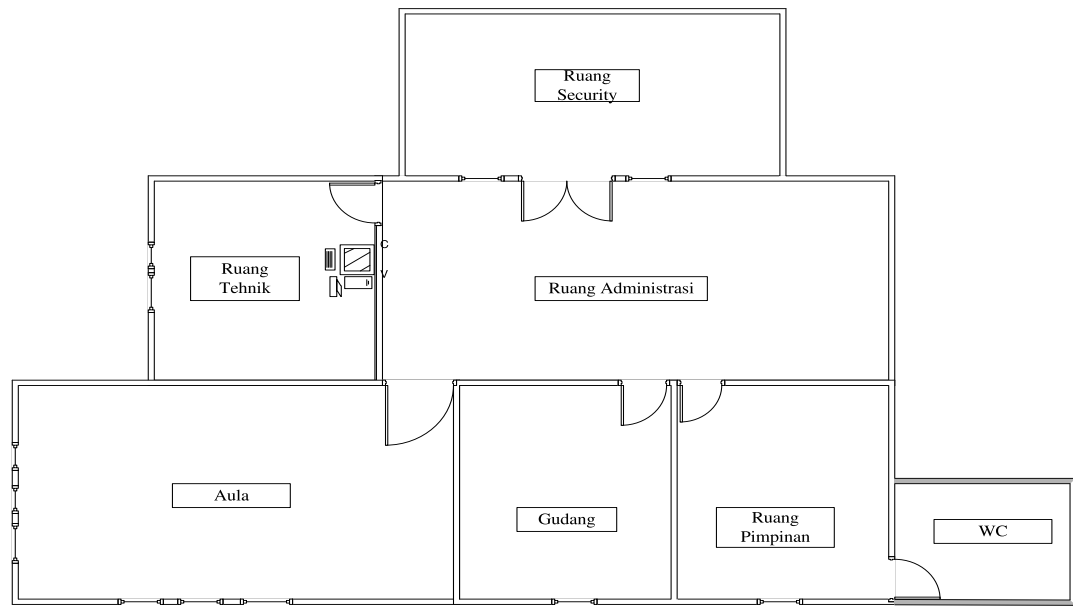 Ruang
Security
C
V
Ruang
Tehnik
Ruang Administrasi
Aula
Gudang
Ruang
Pimpinan
WC